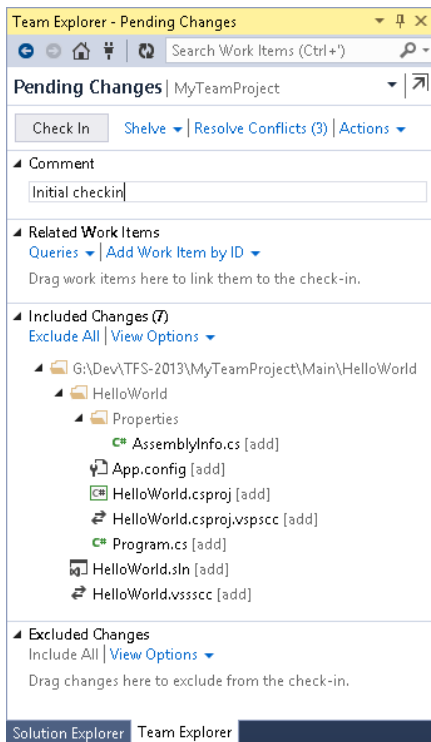 Team Explorer - Pending Changes
Search Work Items (Ctrl+')
Pending Changes | MyTeamProject
Check In Shelve | Resolve Conflicts (3) | Actions
Comment
Initial checkin
Related Work Items
Queries | Add Work Item by ID
Drag work items here to link them to the check-in.
Included Changes (7)
Exclude All | View Options
G:\Dev\TFS-2013\MyTeamProject\Main\HelloWorld
HelloWorld
Properties
C# AssemblyInfo.cs [add]
App.config [add]
C# HelloWorld.csproj [add]
HelloWorld.csproj.vspscc [add]
C# Program.cs [add]
HelloWorld.sln [add]
HelloWorld.vssscc [add]
Excluded Changes
Include All | View Options
Drag changes here to exclude from the check-in.
Solution Explorer Team Explorer